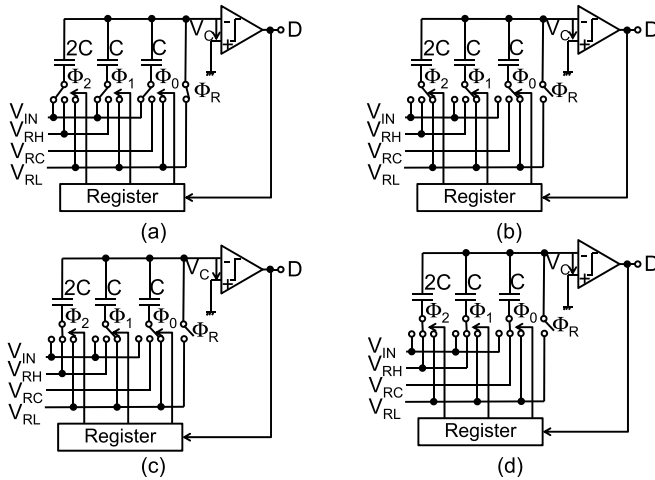 V_C D
2C C C
Φ_2 Φ_1 Φ_0 Φ_R
V_IN
V_RH
V_RC
V_RL
Register
(a)
V_C D
2C C C
Φ_2 Φ_1 Φ_0 Φ_R
V_IN
V_RH
V_RC
V_RL
Register
(b)
V_C D
2C C C
Φ_2 Φ_1 Φ_0 Φ_R
V_IN
V_RH
V_RC
V_RL
Register
(c)
V_C D
2C C C
Φ_2 Φ_1 Φ_0 Φ_R
V_IN
V_RH
V_RC
V_RL
Register
(d)